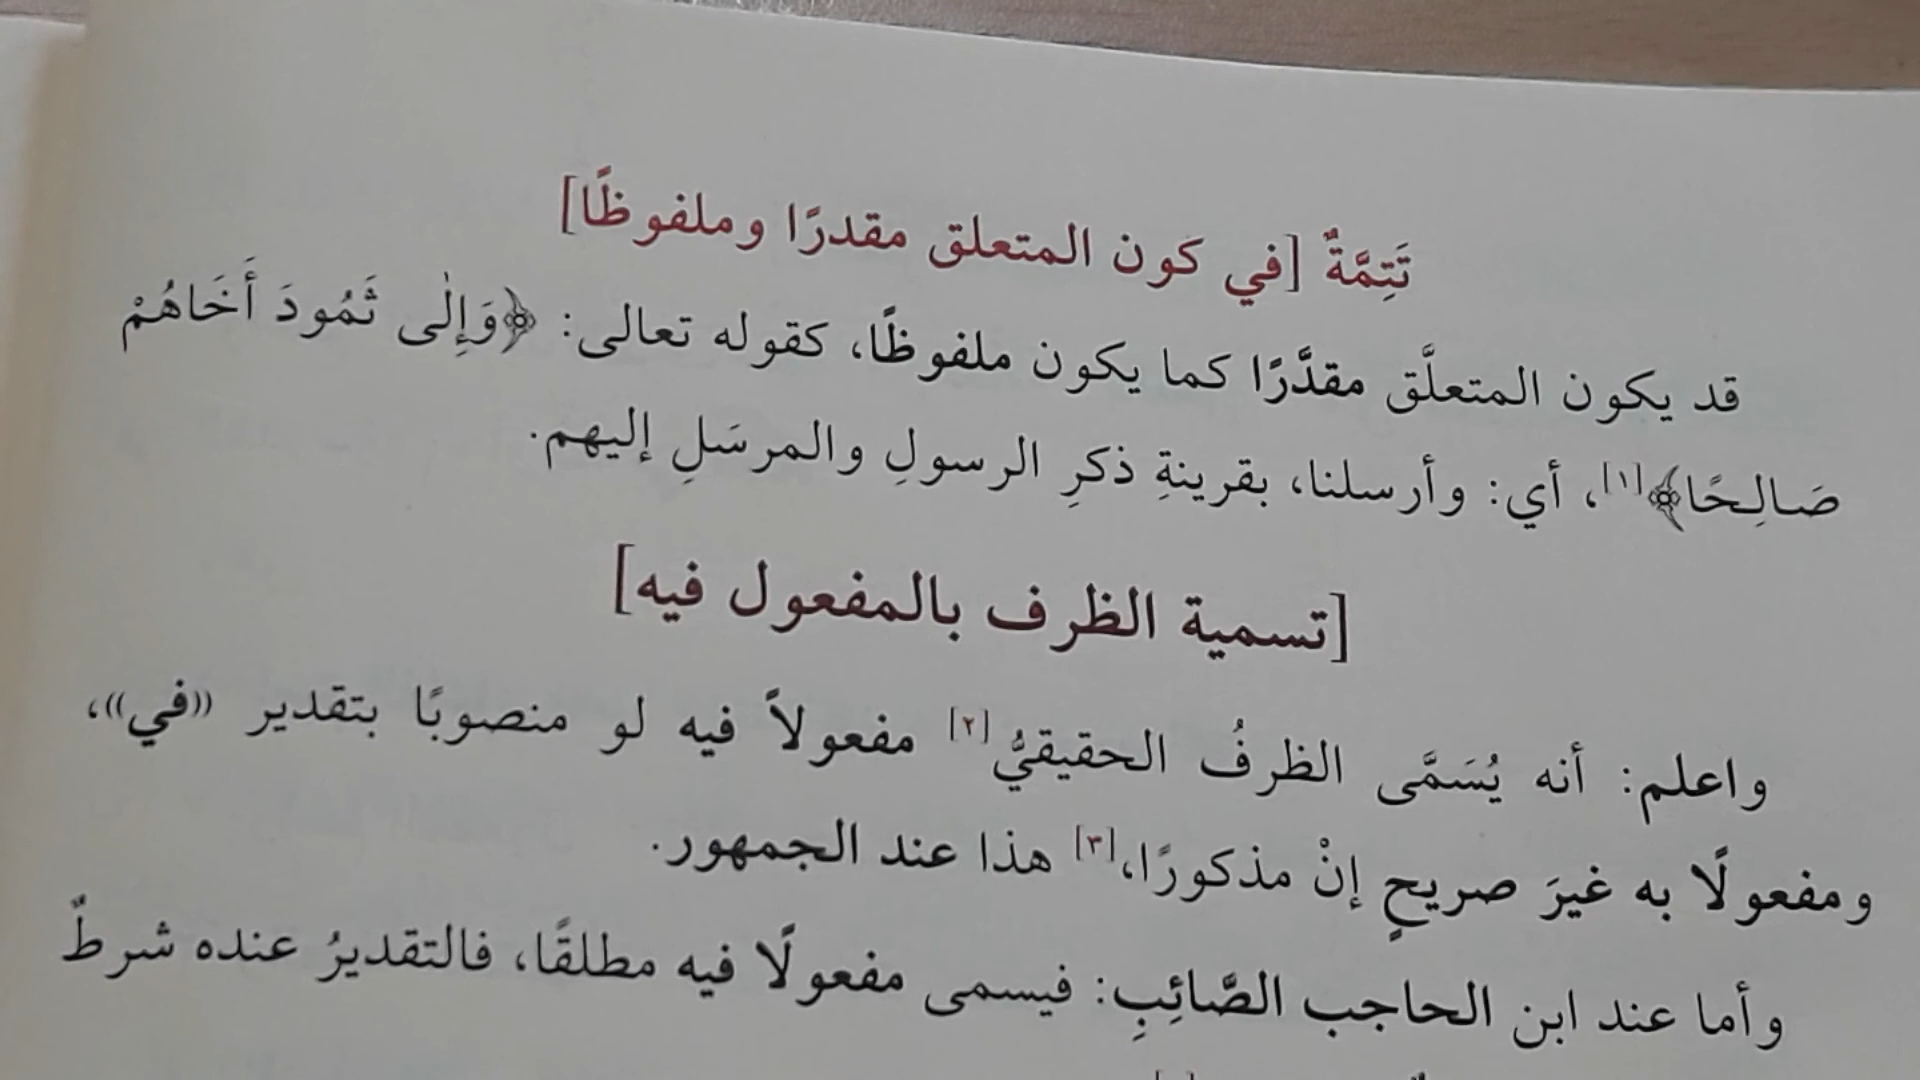 تَتِمَّةٌ [في كون المتعلق مقدرًا وملفوظًا]
قد يكون المتعلَّق مقدَّرًا كما يكون ملفوظًا، كقوله تعالى: ﴿وَإِلٰى ثَمُودَ أَخَاهُمْ
صَالِحًا﴾[١]، أي: وأرسلنا، بقرينةِ ذكرِ الرسولِ والمرسَلِ إليهم.
[تسمية الظرف بالمفعول فيه]
واعلم: أنه يُسَمَّى الظرفُ الحقيقيُّ[٢] مفعولاً فيه لو منصوبًا بتقدير «في»،
ومفعولًا به غيرَ صريحٍ إنْ مذكورًا،[٣] هذا عند الجمهور.
وأما عند ابن الحاجب الصَّائِبِ: فيسمى مفعولًا فيه مطلقًا، فالتقديرُ عنده شرطٌ